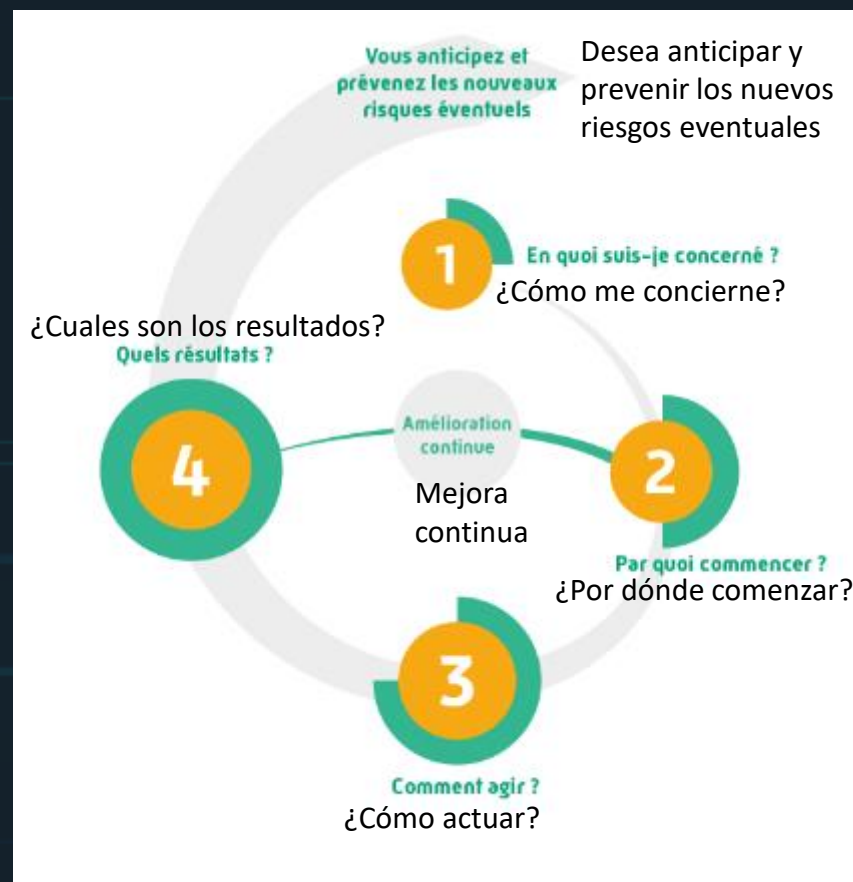 Vous anticipez et
prévenez les nouveaux
risques éventuels
Desea anticipar y
prevenir los nuevos
riesgos eventuales
1
En quoi suis-je concerné ?
¿Cómo me concierne?
¿Cuales son los resultados?
Quels résultats ?
4
Amélioration
continue
Mejora
continua
2
Par quoi commencer ?
¿Por dónde comenzar?
3
Comment agir ?
¿Cómo actuar?